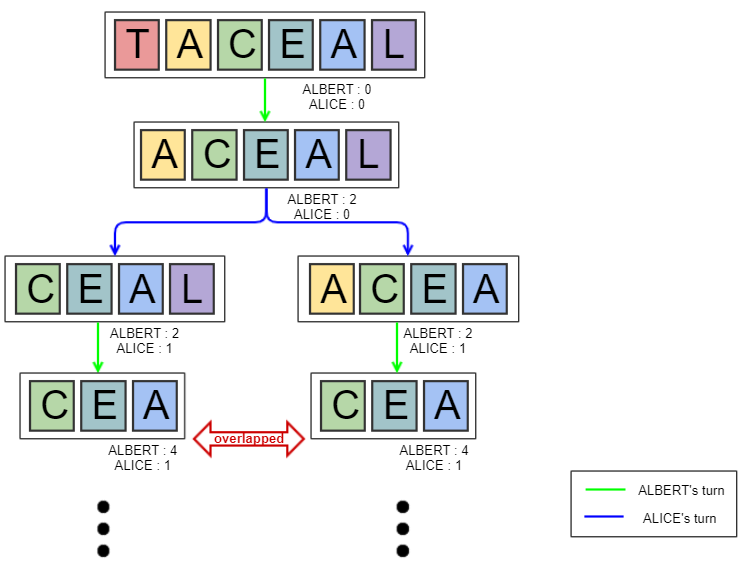 T A C E A L
ALBERT : 0
ALICE : 0
A C E A L
ALBERT : 2
ALICE : 0
C E A L
A C E A
ALBERT : 2
ALICE : 1
ALBERT : 2
ALICE : 1
C E A
C E A
overlapped
ALBERT : 4
ALICE : 1
ALBERT : 4
ALICE : 1
ALBERT's turn
ALICE's turn